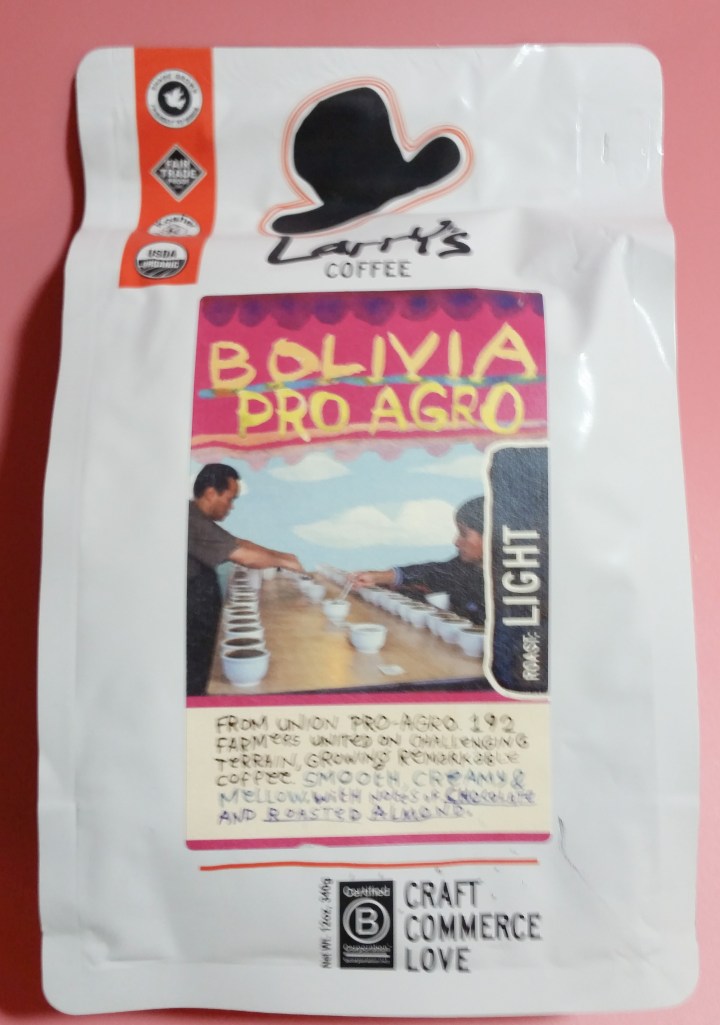 FAIR
TRADE
Kosher
USDA
ORGANIC
Larry's
COFFEE
BOLIVIA
PRO AGRO
ROAST: LIGHT
FROM UNION PRO-AGRO. 192
FARMERS UNITED ON CHALLENGING
TERRAIN, GROWING REMARKABLE
COFFEE SMOOTH, CREAMY &
MELLOW. WITH NOTES OF CHOCOLATE
AND ROASTED ALMOND.
Net Wt. 12oz, 340g
Certified
B
Corporation
CRAFT
COMMERCE
LOVE